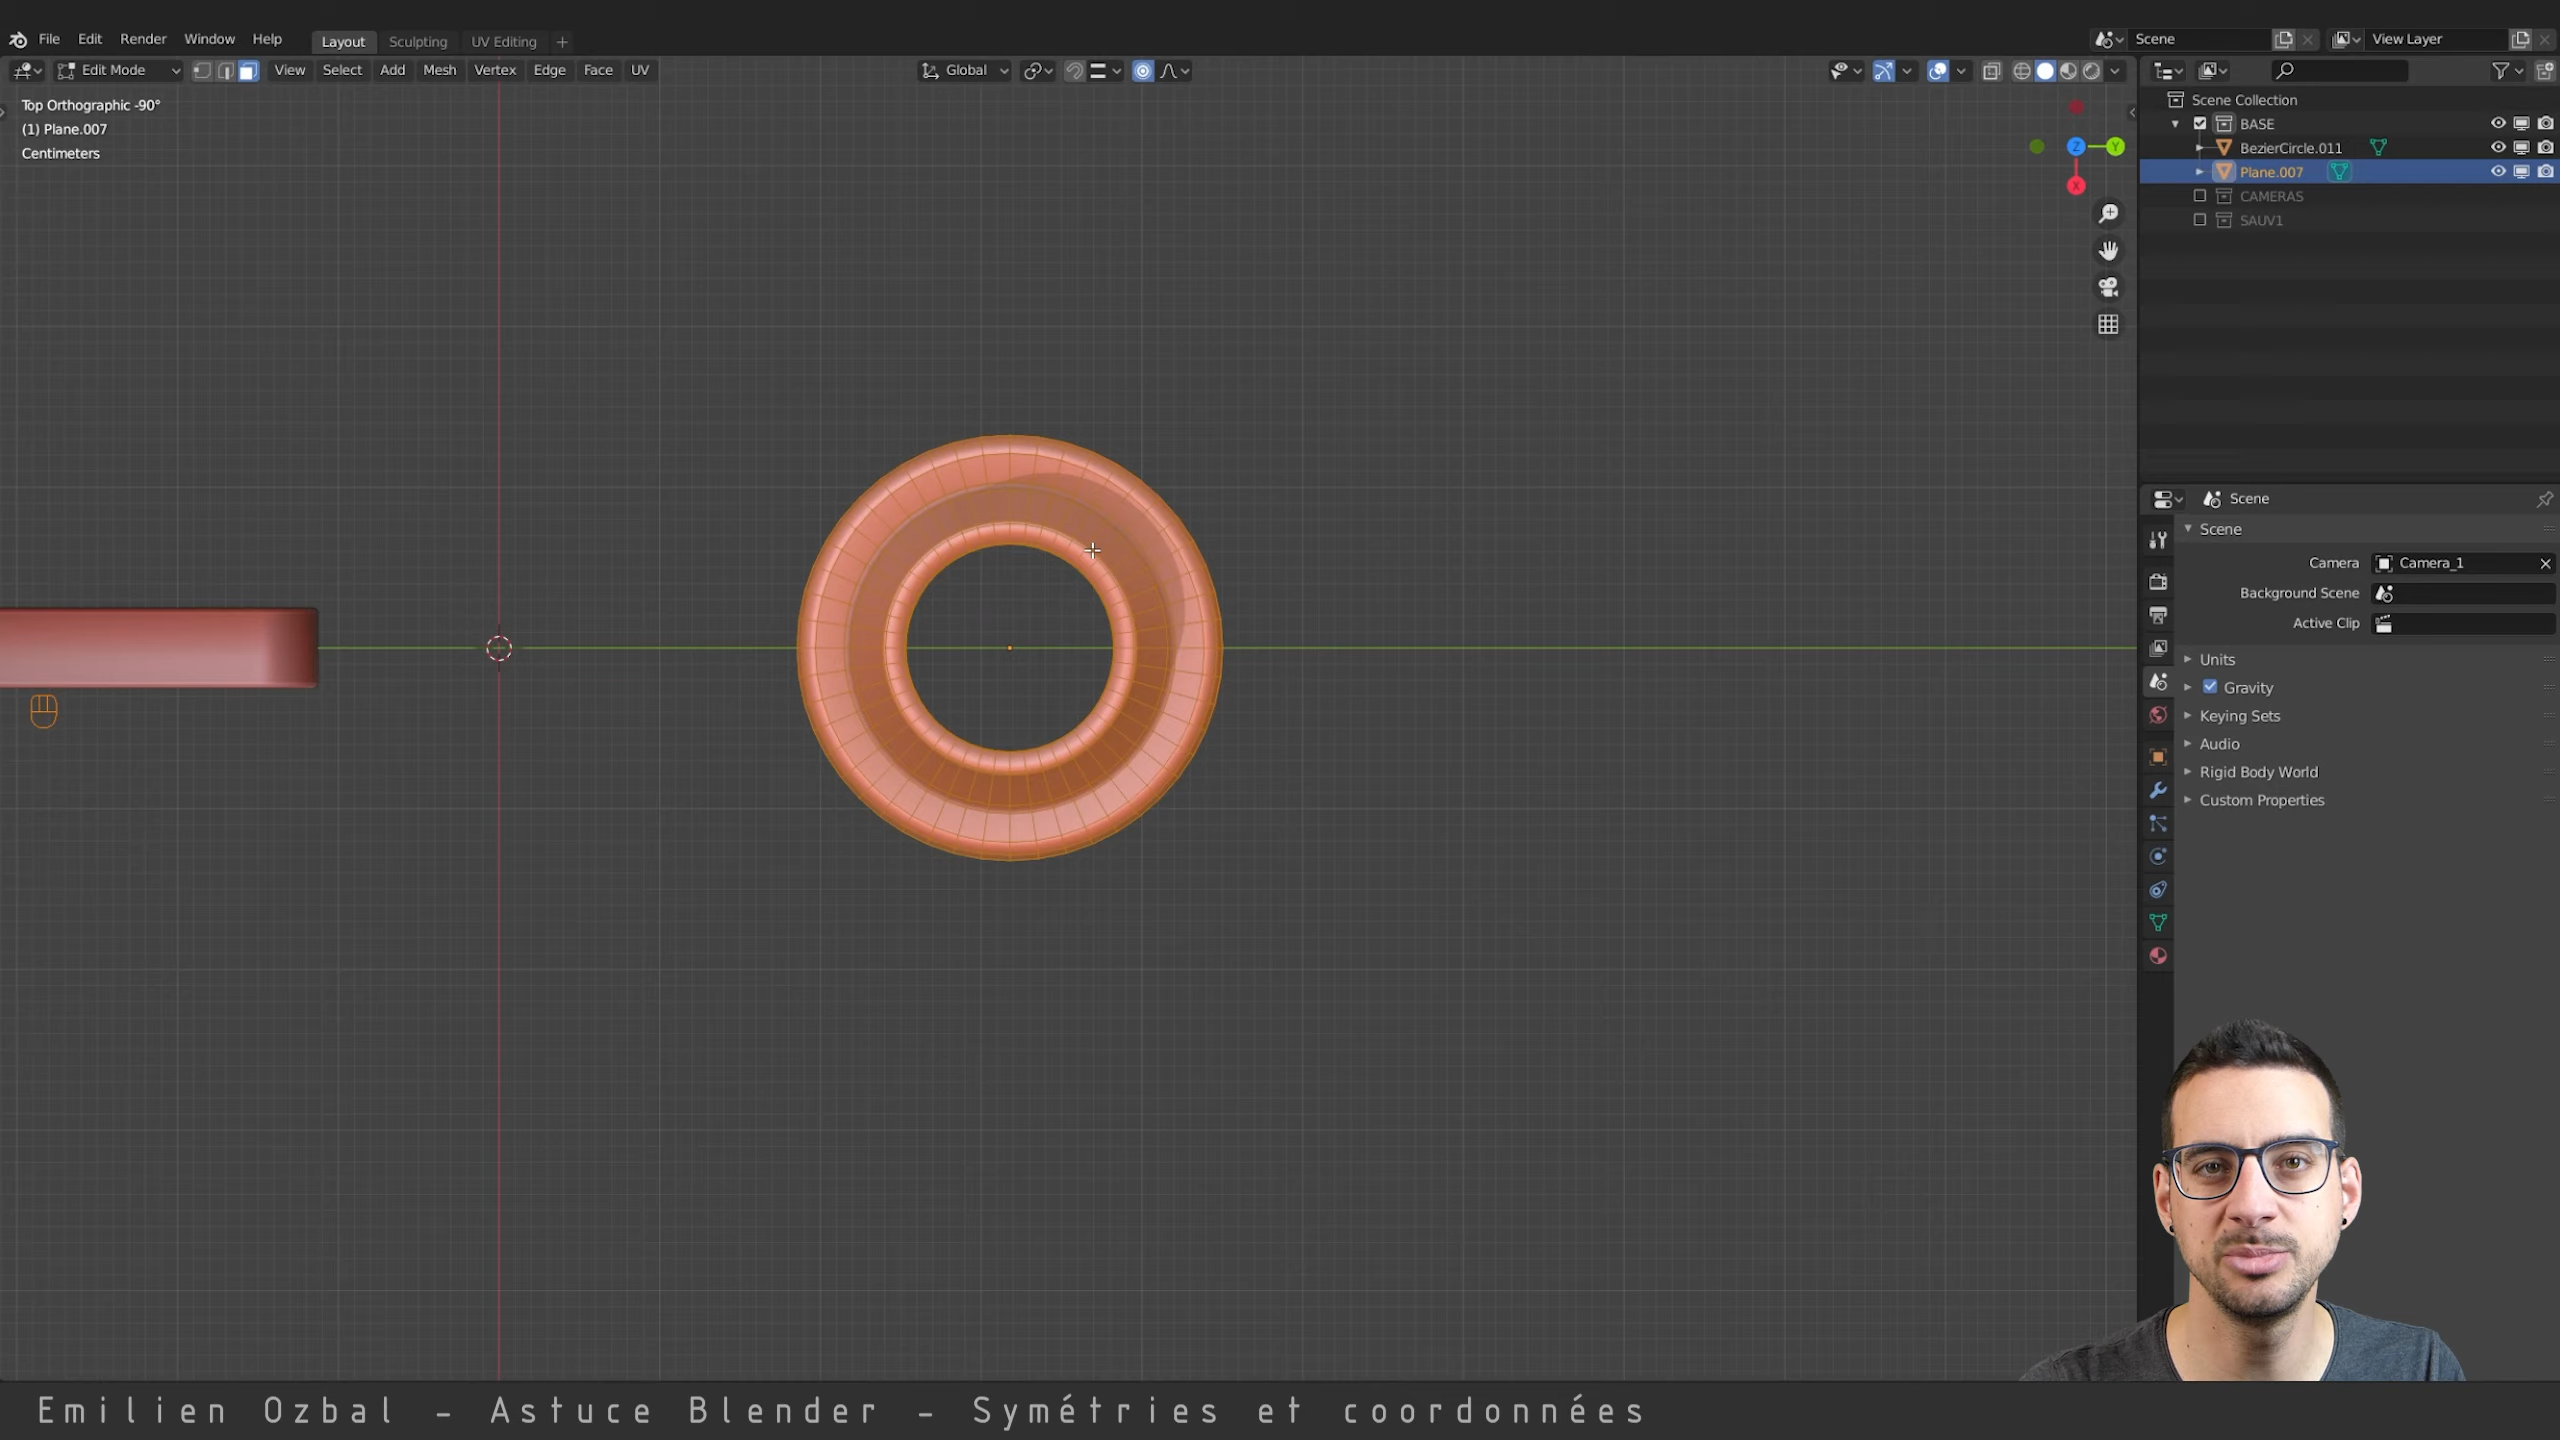 File Edit Render Window Help Layout Sculpting UV Editing + Scene View Layer
Edit Mode View Select Add Mesh Vertex Edge Face UV Global
Top Orthographic -90°
(1) Plane.007
Centimeters
Y
Z
X
Scene Collection
BASE
BezierCircle.011
Plane.007
CAMERAS
SAUV1
Scene
Scene
Camera Camera_1
Background Scene
Active Clip
Units
Gravity
Keying Sets
Audio
Rigid Body World
Custom Properties
Emilien Ozbal - Astuce Blender - Symétries et coordonnées